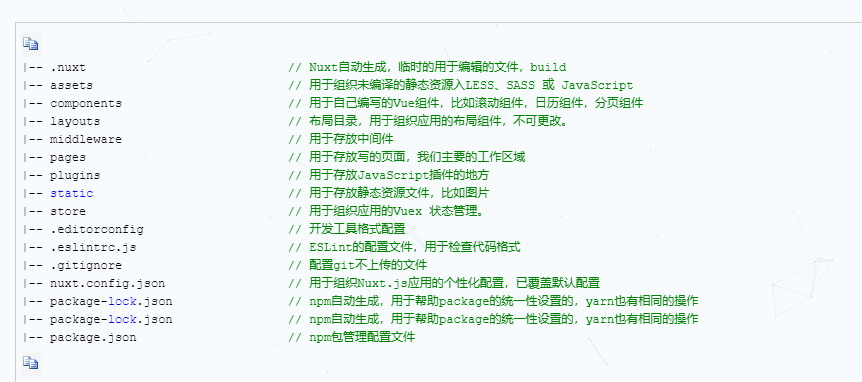 |-- .nuxt // Nuxt自动生成，临时的用于编辑的文件，build
|-- assets // 用于组织未编译的静态资源入LESS、SASS 或 JavaScript
|-- components // 用于自己编写的Vue组件，比如滚动组件，日历组件，分页组件
|-- layouts // 布局目录，用于组织应用的布局组件，不可更改。
|-- middleware // 用于存放中间件
|-- pages // 用于存放写的页面，我们主要的工作区域
|-- plugins // 用于存放JavaScript插件的地方
|-- static // 用于存放静态资源文件，比如图片
|-- store // 用于组织应用的Vuex 状态管理。
|-- .editorconfig // 开发工具格式配置
|-- .eslintrc.js // ESLint的配置文件，用于检查代码格式
|-- .gitignore // 配置git不上传的文件
|-- nuxt.config.json // 用于组织Nuxt.js应用的个性化配置，已覆盖默认配置
|-- package-lock.json // npm自动生成，用于帮助package的统一性设置的，yarn也有相同的操作
|-- package-lock.json // npm自动生成，用于帮助package的统一性设置的，yarn也有相同的操作
|-- package.json // npm包管理配置文件